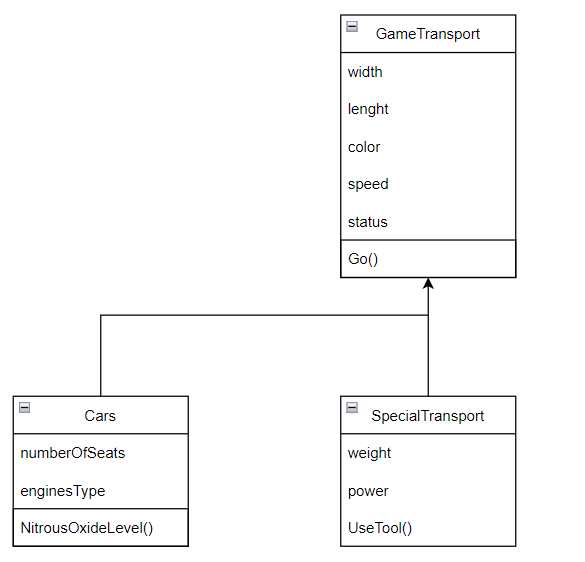 GameTransport
width
lenght
color
speed
status
Go()
Cars
numberOfSeats
enginesType
NitrousOxideLevel()
SpecialTransport
weight
power
UseTool()